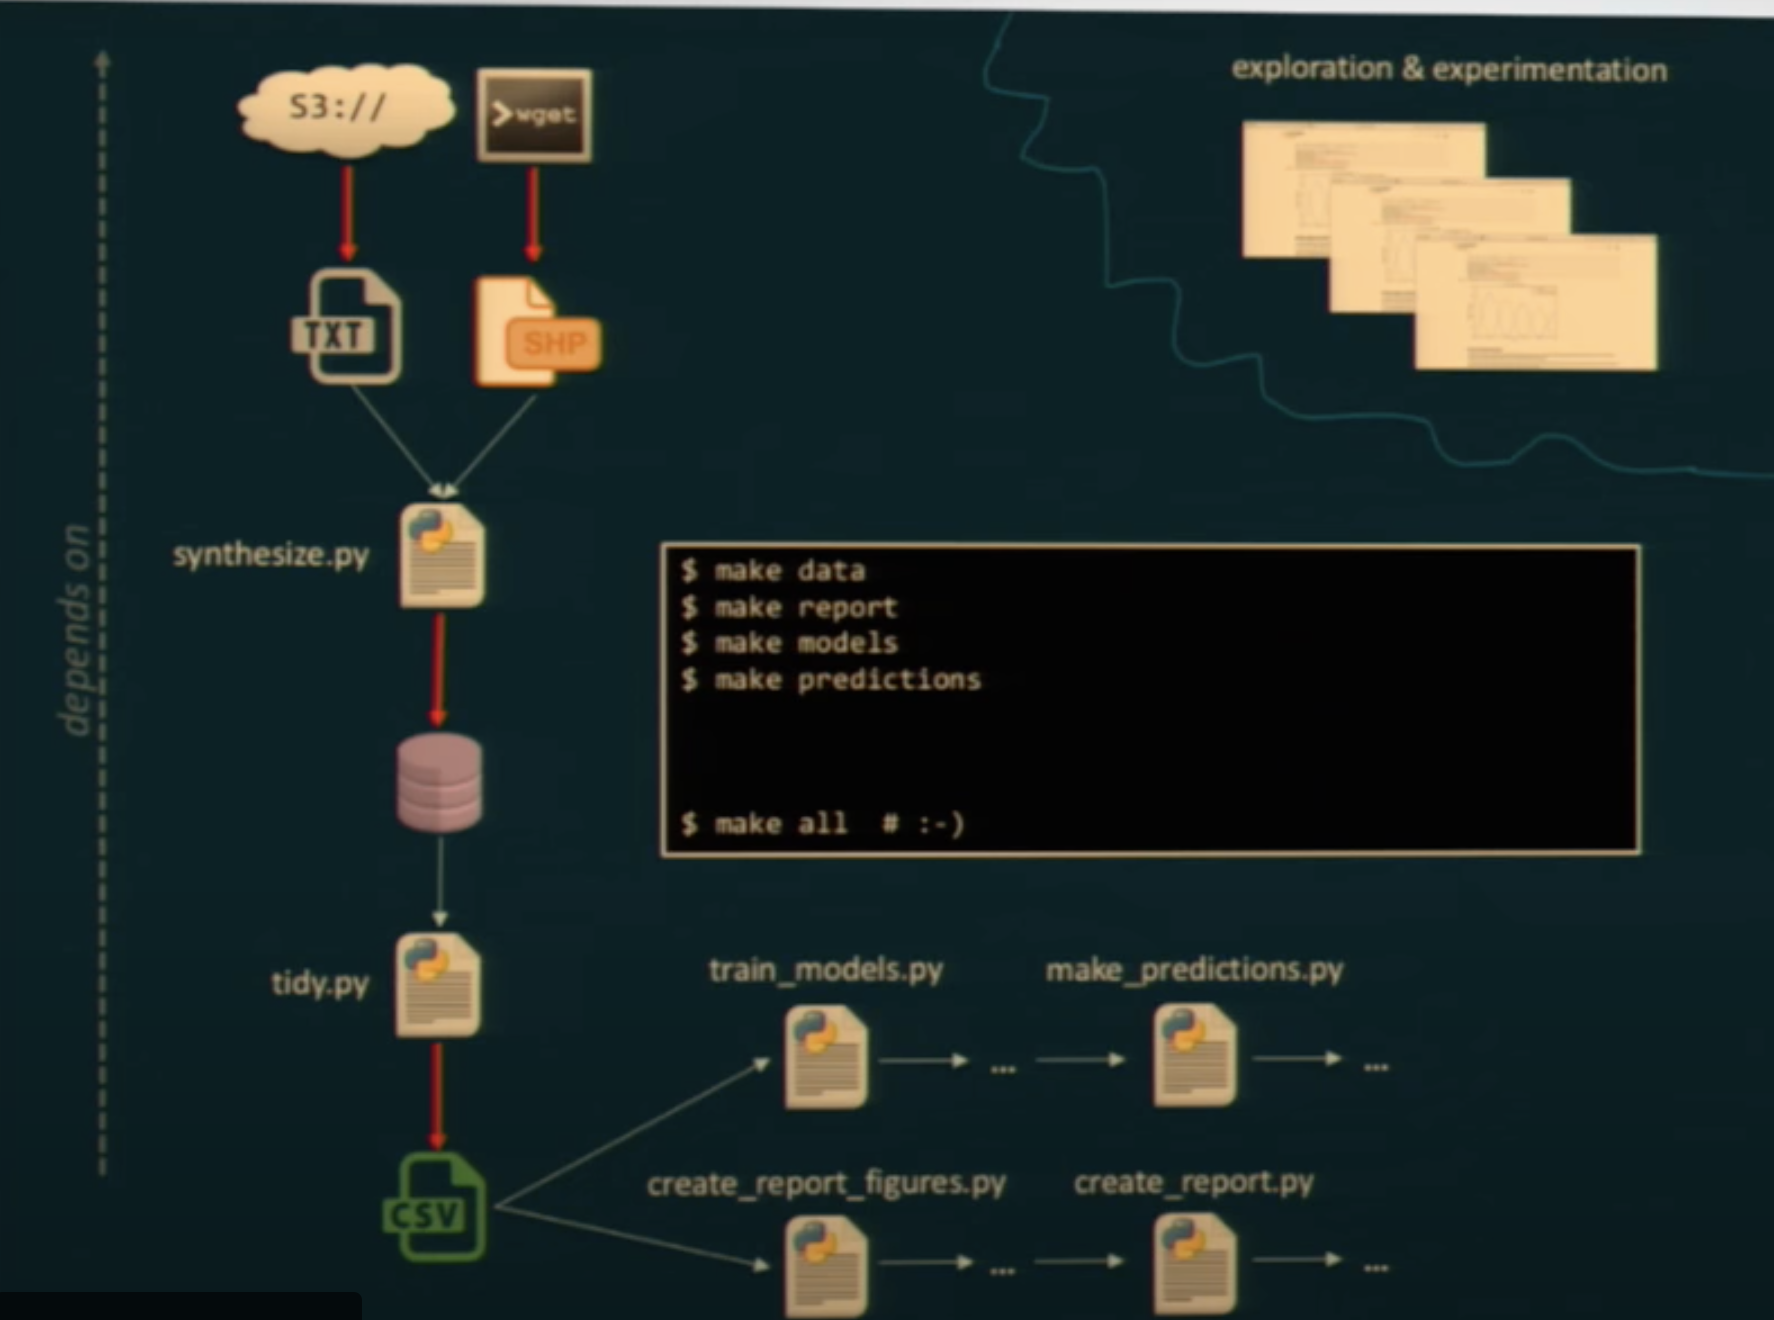 S3://
>wget
exploration & experimentation
TXT
SHP
depends on
synthesize.py
$ make data
$ make report
$ make models
$ make predictions
$ make all # :-)
tidy.py
train_models.py
make_predictions.py
...
...
CSV
create_report_figures.py
create_report.py
...
...